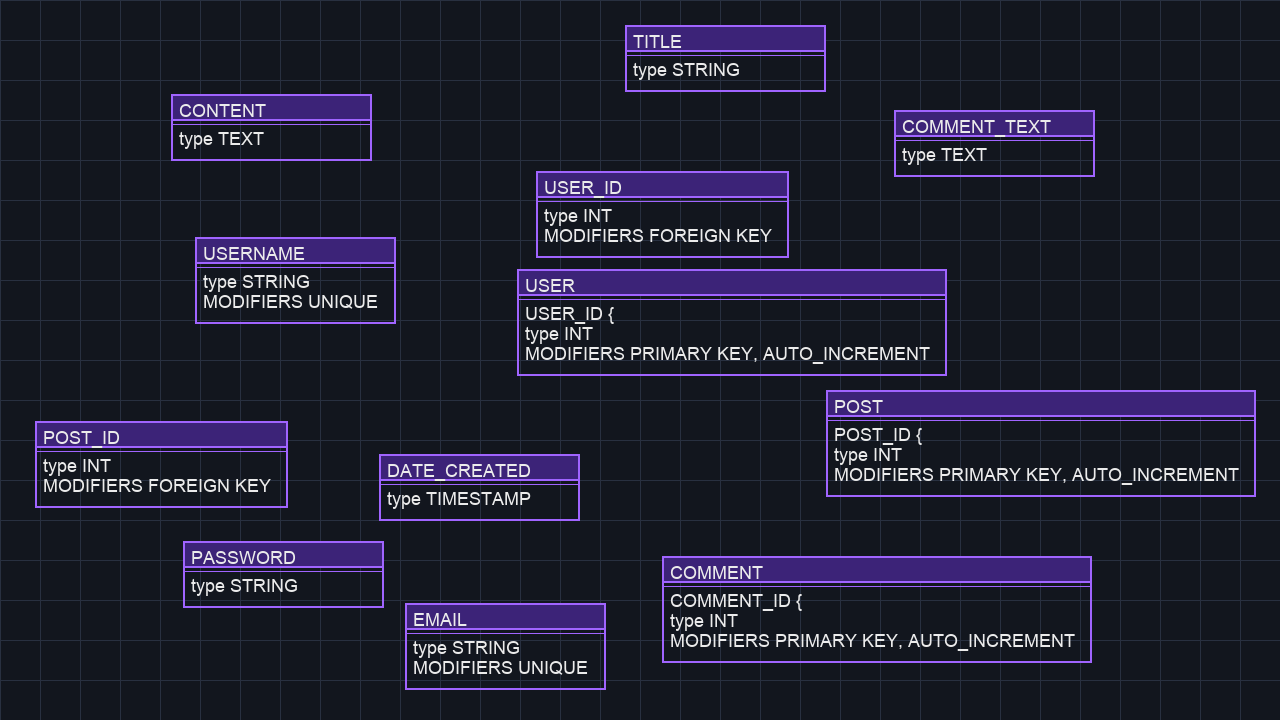 TITLE
type STRING
CONTENT
type TEXT
COMMENT_TEXT
type TEXT
USER_ID
type INT
MODIFIERS FOREIGN KEY
USERNAME
type STRING
MODIFIERS UNIQUE
USER
USER_ID {
type INT
MODIFIERS PRIMARY KEY, AUTO_INCREMENT
POST
POST_ID {
type INT
MODIFIERS PRIMARY KEY, AUTO_INCREMENT
POST_ID
type INT
MODIFIERS FOREIGN KEY
DATE_CREATED
type TIMESTAMP
PASSWORD
type STRING
COMMENT
COMMENT_ID {
type INT
MODIFIERS PRIMARY KEY, AUTO_INCREMENT
EMAIL
type STRING
MODIFIERS UNIQUE